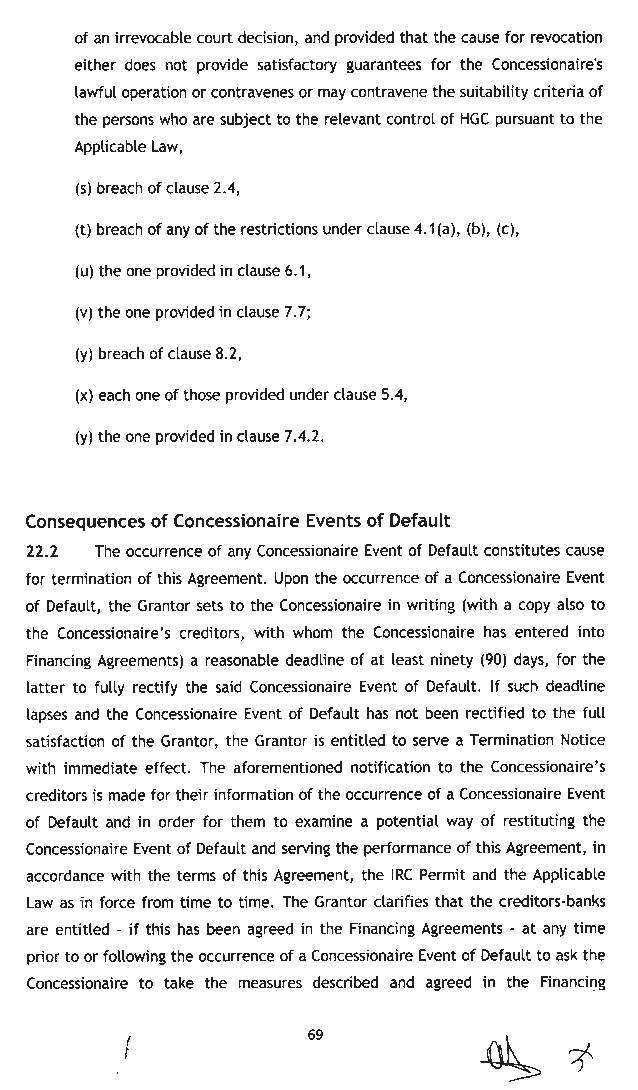 of an irrevocable court decision, and provided that the cause for revocation
either does not provide satisfactory guarantees for the Concessionaire's
lawful operation or contravenes or may contravene the suitability criteria of
the persons who are subject to the relevant control of HGC pursuant to the
Applicable Law,
(s) breach of clause 2.4,
(t) breach of any of the restrictions under clause 4.1(a), (b), (c),
(u) the one provided in clause 6.1,
(v) the one provided in clause 7.7;
(y) breach of clause 8.2,
(x) each one of those provided under clause 5.4,
(y) the one provided in clause 7.4.2.
Consequences of Concessionaire Events of Default
22.2 The occurrence of any Concessionaire Event of Default constitutes cause
for termination of this Agreement. Upon the occurrence of a Concessionaire Event
of Default, the Grantor sets to the Concessionaire in writing (with a copy also to
the Concessionaire's creditors, with whom the Concessionaire has entered into
Financing Agreements) a reasonable deadline of at least ninety (90) days, for the
latter to fully rectify the said Concessionaire Event of Default. If such deadline
lapses and the Concessionaire Event of Default has not been rectified to the full
satisfaction of the Grantor, the Grantor is entitled to serve a Termination Notice
with immediate effect. The aforementioned notification to the Concessionaire's
creditors is made for their information of the occurrence of a Concessionaire Event
of Default and in order for them to examine a potential way of restituting the
Concessionaire Event of Default and serving the performance of this Agreement, in
accordance with the terms of this Agreement, the IRC Permit and the Applicable
Law as in force from time to time. The Grantor clarifies that the creditors-banks
are entitled - if this has been agreed in the Financing Agreements - at any time
prior to or following the occurrence of a Concessionaire Event of Default to ask the
Concessionaire to take the measures described and agreed in the Financing
69